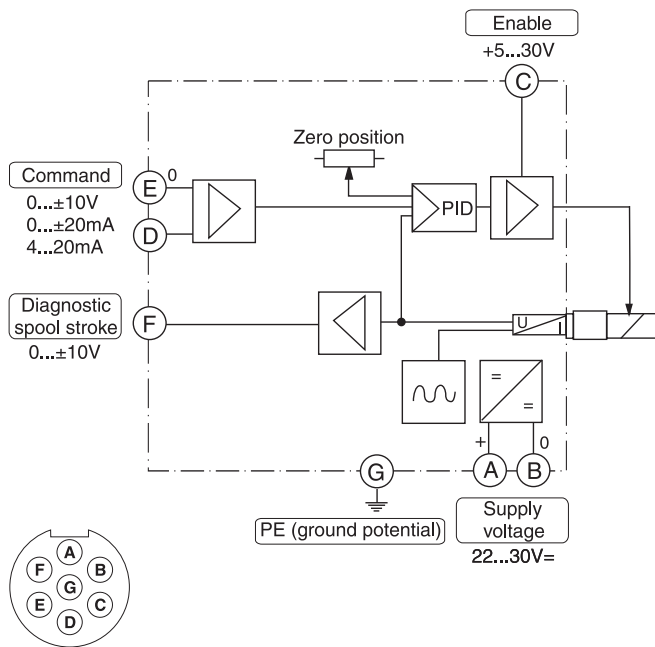 Enable
+5...30V
C
Zero position
Command
0...±10V
0...±20mA
4...20mA
E
0
D
PID
Diagnostic
spool stroke
0...±10V
F
U
I
=
=
+
0
A
B
G
PE (ground potential)
Supply
voltage
22...30V=
A
F
B
G
E
C
D